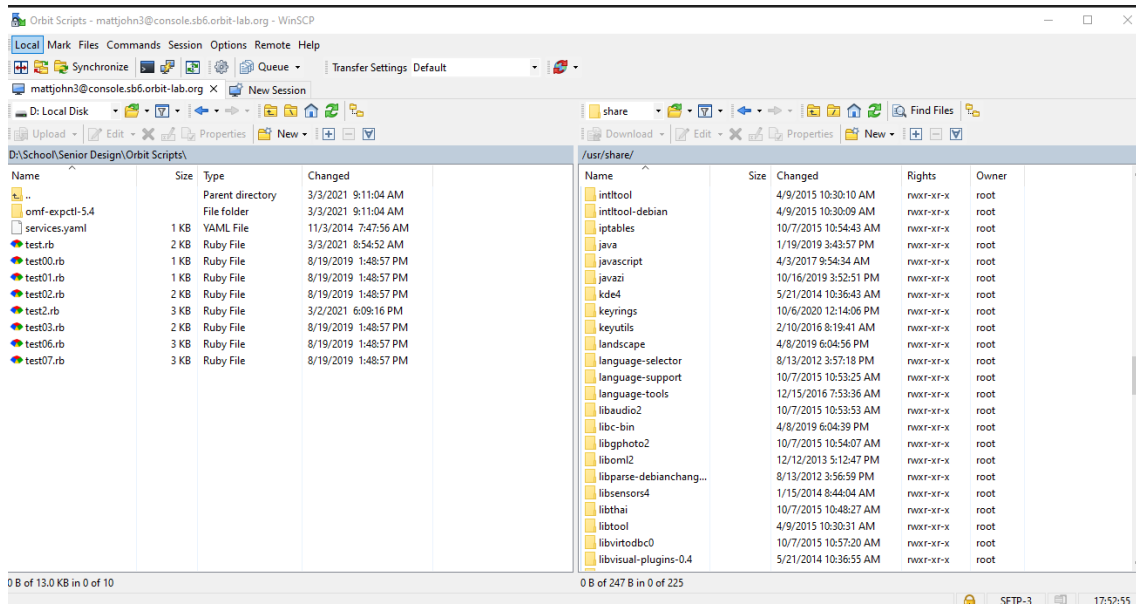 Orbit Scripts - mattjohn3@console.sb6.orbit-lab.org - WinSCP
Local Mark Files Commands Session Options Remote Help
Synchronize Queue Transfer Settings Default
mattjohn3@console.sb6.orbit-lab.org × New Session
D: Local Disk
Upload Edit Properties New
D:\School\Senior Design\Orbit Scripts\
Name Size Type Changed
.. Parent directory 3/3/2021 9:11:04 AM
omf-expctl-5.4 File folder 3/3/2021 9:11:04 AM
services.yaml 1 KB YAML File 11/3/2014 7:47:56 AM
test.rb 2 KB Ruby File 3/3/2021 8:54:52 AM
test00.rb 1 KB Ruby File 8/19/2019 1:48:57 PM
test01.rb 1 KB Ruby File 8/19/2019 1:48:57 PM
test02.rb 2 KB Ruby File 8/19/2019 1:48:57 PM
test2.rb 3 KB Ruby File 3/2/2021 6:09:16 PM
test03.rb 2 KB Ruby File 8/19/2019 1:48:57 PM
test06.rb 3 KB Ruby File 8/19/2019 1:48:57 PM
test07.rb 3 KB Ruby File 8/19/2019 1:48:57 PM
0 B of 13.0 KB in 0 of 10
share Find Files
Download Edit Properties New
/usr/share/
Name Size Changed Rights Owner
intltool 4/9/2015 10:30:10 AM rwxr-xr-x root
intltool-debian 4/9/2015 10:30:09 AM rwxr-xr-x root
iptables 10/7/2015 10:54:43 AM rwxr-xr-x root
java 1/19/2019 3:43:57 PM rwxr-xr-x root
javascript 4/3/2017 9:54:34 AM rwxr-xr-x root
javazi 10/16/2019 3:52:51 PM rwxr-xr-x root
kde4 5/21/2014 10:36:43 AM rwxr-xr-x root
keyrings 10/6/2020 12:14:06 PM rwxr-xr-x root
keyutils 2/10/2016 8:19:41 AM rwxr-xr-x root
landscape 4/8/2019 6:04:56 PM rwxr-xr-x root
language-selector 8/13/2012 3:57:18 PM rwxr-xr-x root
language-support 10/7/2015 10:53:25 AM rwxr-xr-x root
language-tools 12/15/2016 7:53:36 AM rwxr-xr-x root
libaudio2 10/7/2015 10:53:53 AM rwxr-xr-x root
libc-bin 4/8/2019 6:04:39 PM rwxr-xr-x root
libgphoto2 10/7/2015 10:54:07 AM rwxr-xr-x root
liboml2 12/12/2013 5:12:47 PM rwxr-xr-x root
libparse-debianchang... 8/13/2012 3:56:59 PM rwxr-xr-x root
libsensors4 1/15/2014 8:44:04 AM rwxr-xr-x root
libthai 10/7/2015 10:48:27 AM rwxr-xr-x root
libtool 4/9/2015 10:30:31 AM rwxr-xr-x root
libvirtodbc0 10/7/2015 10:57:20 AM rwxr-xr-x root
libvisual-plugins-0.4 5/21/2014 10:36:55 AM rwxr-xr-x root
0 B of 247 B in 0 of 225
SFTP-3 17:52:55